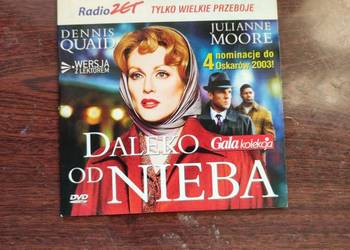 Radio ZET TYLKO WIELKIE PRZEBOJE
DENNIS QUAID
JULIANNE MOORE
WERSJA Z LEKTOREM
4 nominacje do Oskarów 2003!
DALEKO
Gala kolekcja
OD NIEBA
DVD